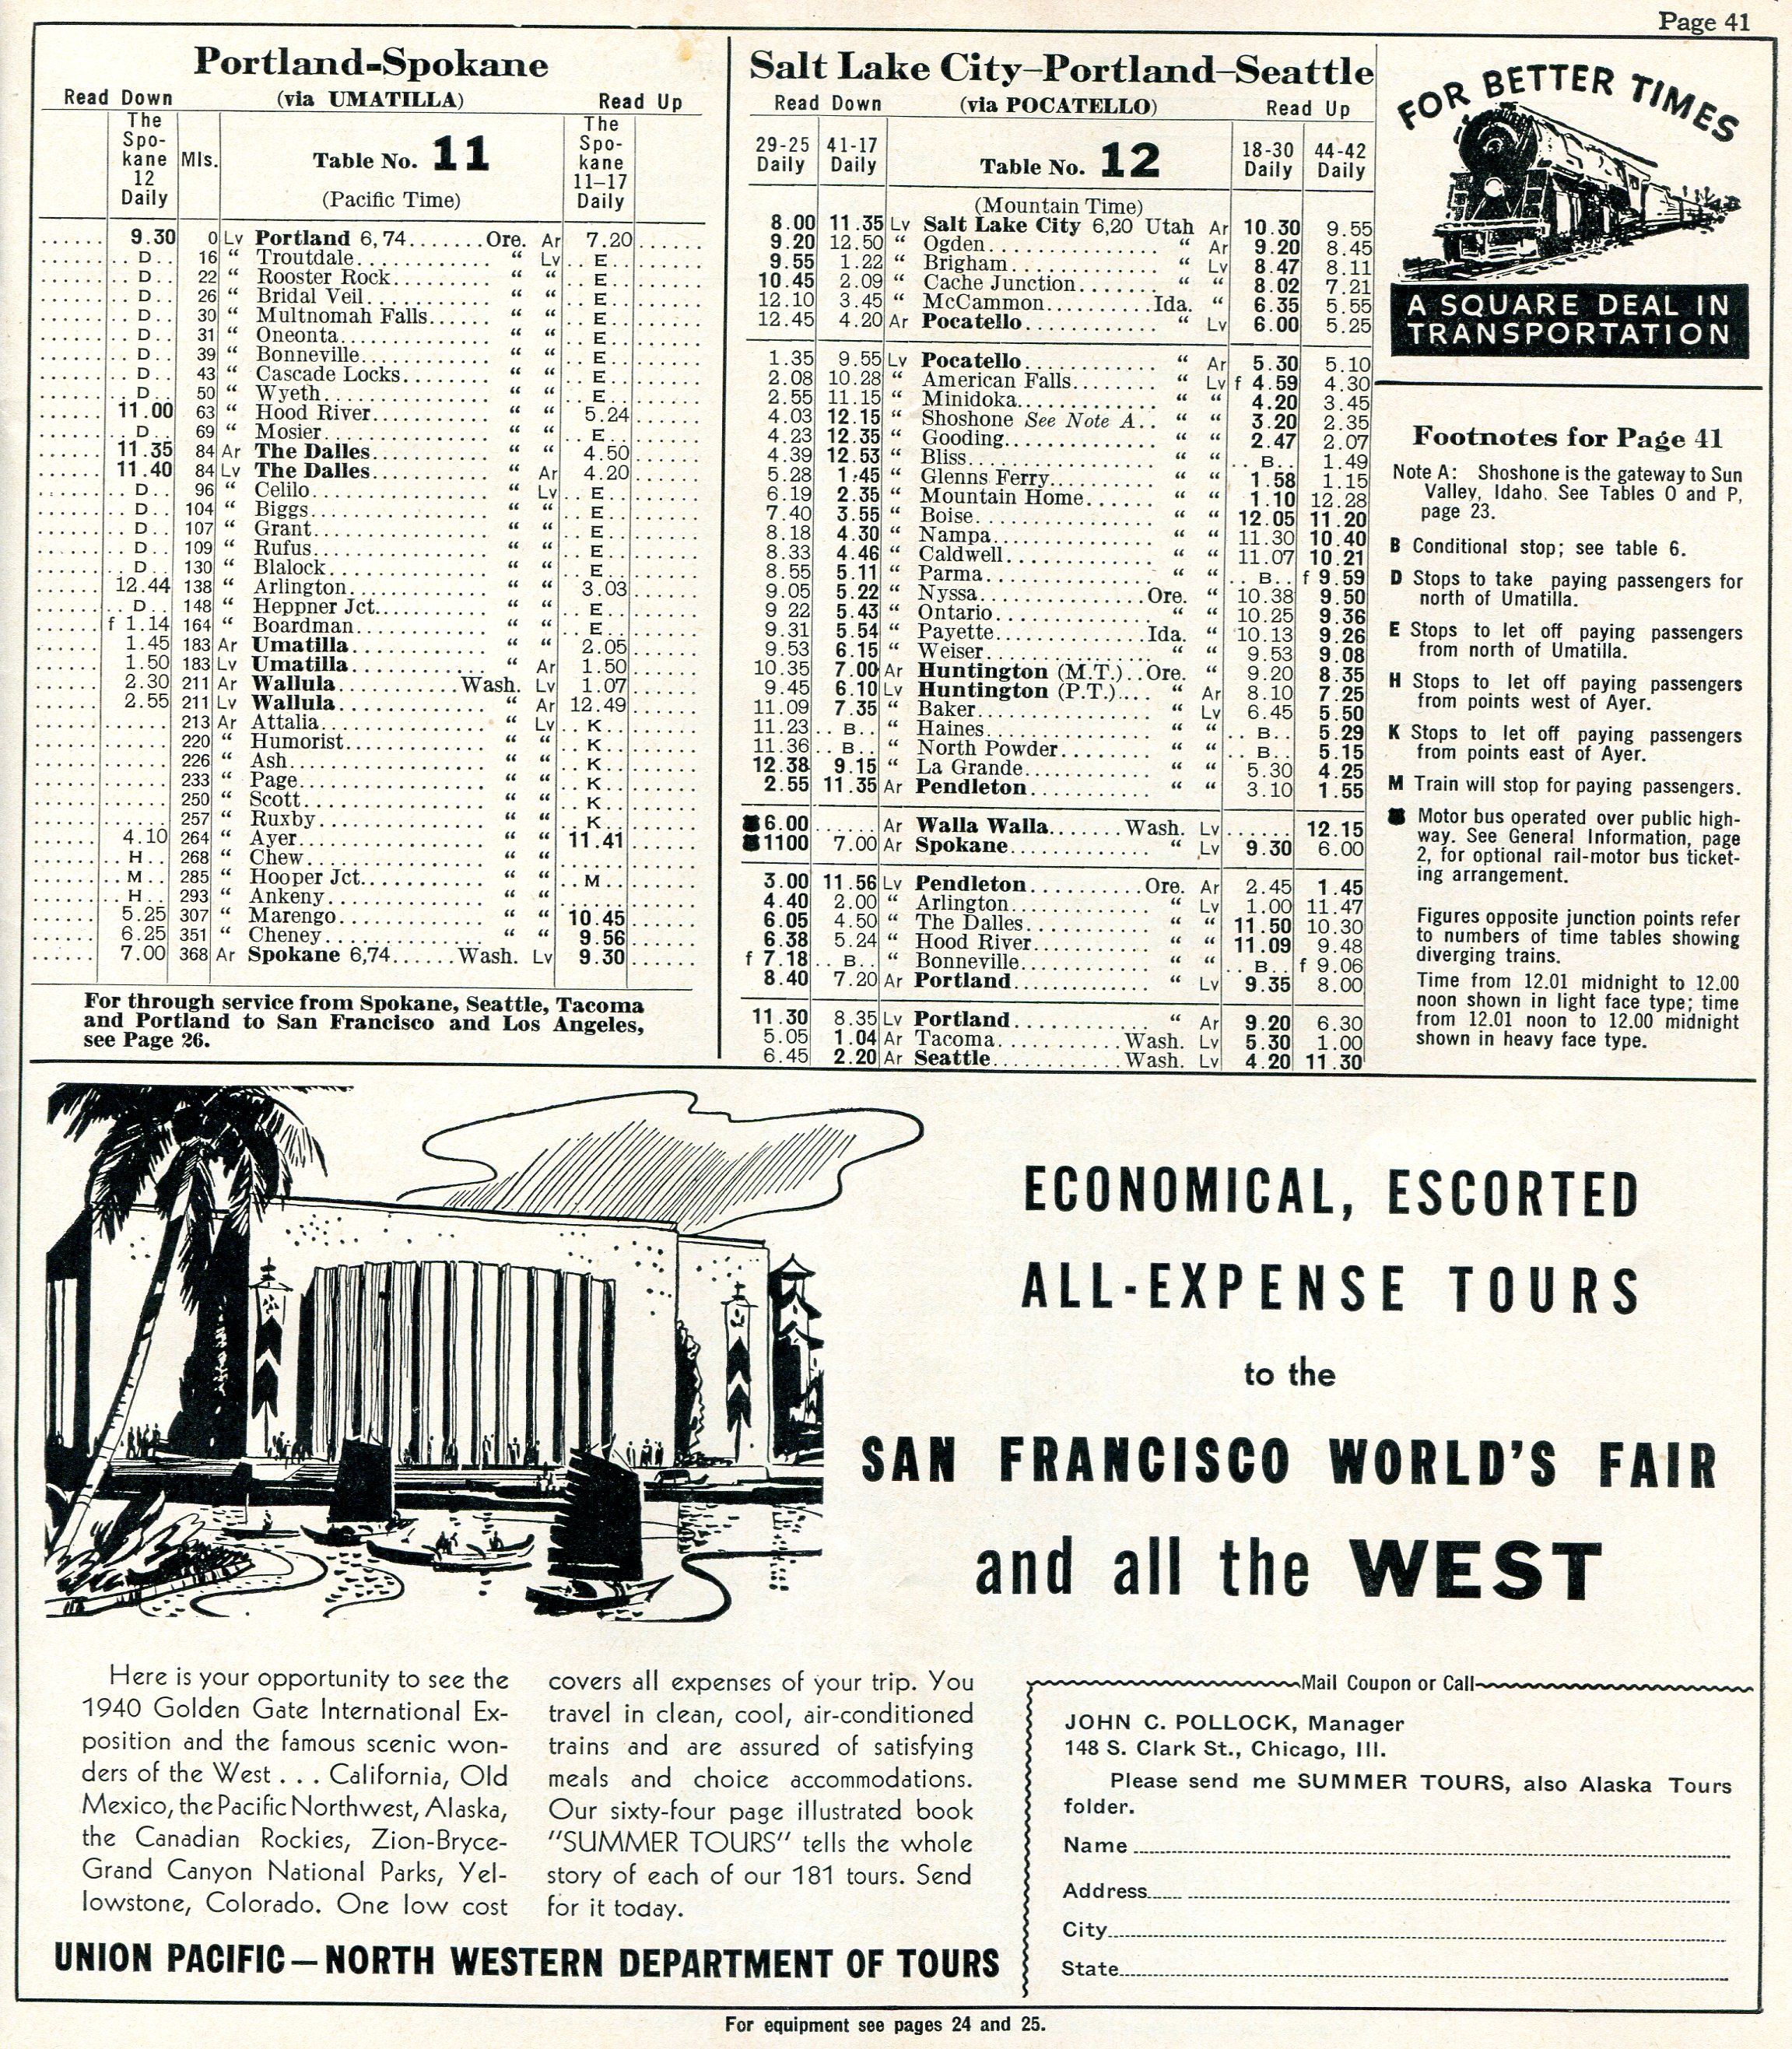 Page 41
Portland-Spokane
Read Down (via UMATILLA) Read Up
The Spo- kane 12 Daily Mls. Table No. 11 (Pacific Time) The Spo- kane 11–17 Daily
9.30 0 Lv Portland 6, 74.......Ore. Ar 7.20
D.. 16 “ Troutdale “ Lv E..
D.. 22 “ Rooster Rock “ “ E..
D.. 26 “ Bridal Veil “ “ E..
D.. 30 “ Multnomah Falls “ “ E..
D.. 31 “ Oneonta “ “ E..
D.. 39 “ Bonneville “ “ E..
D.. 43 “ Cascade Locks “ “ E..
D.. 50 “ Wyeth “ “ E..
11.00 63 “ Hood River “ “ 5.24
D.. 69 “ Mosier “ “ E..
11.35 84 Ar The Dalles “ “ 4.50
11.40 84 Lv The Dalles “ Ar 4.20
D.. 96 “ Celilo “ Lv E..
D.. 104 “ Biggs “ “ E..
D.. 107 “ Grant “ “ E..
D.. 109 “ Rufus “ “ E..
D.. 130 “ Blalock “ “ E..
12.44 138 “ Arlington “ “ 3.03
D.. 148 “ Heppner Jct. “ “ E..
f 1.14 164 “ Boardman “ “ E..
1.45 183 Ar Umatilla “ “ 2.05
1.50 183 Lv Umatilla “ Ar 1.50
2.30 211 Ar Wallula Wash. Lv 1.07
2.55 211 Lv Wallula “ Ar 12.49
213 Ar Attalia “ Lv K..
220 “ Humorist “ “ K..
226 “ Ash “ “ K..
233 “ Page “ “ K..
250 “ Scott “ “ K..
257 “ Ruxby “ “ K..
4.10 264 “ Ayer “ “ 11.41
H.. 268 “ Chew “ “
M.. 285 “ Hooper Jct. “ “ M..
H.. 293 “ Ankeny “ “
5.25 307 “ Marengo “ “ 10.45
6.25 351 “ Cheney “ “ 9.56
7.00 368 Ar Spokane 6,74......Wash. Lv 9.30
For through service from Spokane, Seattle, Tacoma
and Portland to San Francisco and Los Angeles,
see Page 26.
Salt Lake City–Portland–Seattle
Read Down (via POCATELLO) Read Up
29-25 Daily 41-17 Daily Table No. 12 18-30 Daily 44-42 Daily
(Mountain Time)
8.00 11.35 Lv Salt Lake City 6,20 Utah Ar 10.30 9.55
9.20 12.50 “ Ogden “ Ar 9.20 8.45
9.55 1.22 “ Brigham “ Lv 8.47 8.11
10.45 2.09 “ Cache Junction “ “ 8.02 7.21
12.10 3.45 “ McCammon Ida. “ 6.35 5.55
12.45 4.20 Ar Pocatello “ Lv 6.00 5.25
1.35 9.55 Lv Pocatello “ Ar 5.30 5.10
2.08 10.28 “ American Falls “ Lv f 4.59 4.30
2.55 11.15 “ Minidoka “ “ 4.20 3.45
4.03 12.15 “ Shoshone See Note A.. “ “ 3.20 2.35
4.23 12.35 “ Gooding “ “ 2.47 2.07
4.39 12.53 “ Bliss “ “ B.. 1.49
5.28 1.45 “ Glenns Ferry “ “ 1.58 1.15
6.19 2.35 “ Mountain Home “ “ 1.10 12.28
7.40 3.55 “ Boise “ “ 12.05 11.20
8.18 4.30 “ Nampa “ “ 11.30 10.40
8.33 4.46 “ Caldwell “ “ 11.07 10.21
8.55 5.11 “ Parma “ “ B.. f 9.59
9.05 5.22 “ Nyssa Ore. “ 10.38 9.50
9 22 5.43 “ Ontario “ “ 10.25 9.36
9.31 5.54 “ Payette Ida. “ 10.13 9.26
9.53 6.15 “ Weiser “ “ 9.53 9.08
10.35 7.00 Ar Huntington (M.T.)..Ore. “ 9.20 8.35
9.45 6.10 Lv Huntington (P.T.).... “ Ar 8.10 7.25
11.09 7.35 “ Baker “ Lv 6.45 5.50
11.23 B.. “ Haines “ “ B.. 5.29
11.36 B.. “ North Powder “ “ B.. 5.15
12.38 9.15 “ La Grande “ “ 5.30 4.25
2.55 11.35 Ar Pendleton “ “ 3.10 1.55
6.00 Ar Walla Walla Wash. Lv 12.15
1100 7.00 Ar Spokane “ Lv 9.30 6.00
3.00 11.56 Lv Pendleton Ore. Ar 2.45 1.45
4.40 2.00 “ Arlington “ Lv 1.00 11.47
6.05 4.50 “ The Dalles “ “ 11.50 10.30
6.38 5.24 “ Hood River “ “ 11.09 9.48
f 7.18 B.. “ Bonneville “ “ B.. f 9.06
8.40 7.20 Ar Portland “ Lv 9.35 8.00
11.30 8.35 Lv Portland “ Ar 9.20 6.30
5.05 1.04 Ar Tacoma Wash. Lv 5.30 1.00
6.45 2.20 Ar Seattle Wash. Lv 4.20 11.30
FOR BETTER TIMES
A SQUARE DEAL IN
TRANSPORTATION
Footnotes for Page 41
Note A: Shoshone is the gateway to Sun
Valley, Idaho. See Tables O and P,
page 23.
B Conditional stop; see table 6.
D Stops to take paying passengers for
north of Umatilla.
E Stops to let off paying passengers
from north of Umatilla.
H Stops to let off paying passengers
from points west of Ayer.
K Stops to let off paying passengers
from points east of Ayer.
M Train will stop for paying passengers.
Motor bus operated over public high-
way. See General Information, page
2, for optional rail-motor bus ticket-
ing arrangement.
Figures opposite junction points refer
to numbers of time tables showing
diverging trains.
Time from 12.01 midnight to 12.00
noon shown in light face type; time
from 12.01 noon to 12.00 midnight
shown in heavy face type.
ECONOMICAL, ESCORTED
ALL-EXPENSE TOURS
to the
SAN FRANCISCO WORLD'S FAIR
and all the WEST
Here is your opportunity to see the
1940 Golden Gate International Ex-
position and the famous scenic won-
ders of the West . . . California, Old
Mexico, the Pacific Northwest, Alaska,
the Canadian Rockies, Zion-Bryce-
Grand Canyon National Parks, Yel-
lowstone, Colorado. One low cost
covers all expenses of your trip. You
travel in clean, cool, air-conditioned
trains and are assured of satisfying
meals and choice accommodations.
Our sixty-four page illustrated book
"SUMMER TOURS" tells the whole
story of each of our 181 tours. Send
for it today.
UNION PACIFIC—NORTH WESTERN DEPARTMENT OF TOURS
Mail Coupon or Call
JOHN C. POLLOCK, Manager
148 S. Clark St., Chicago, Ill.
Please send me SUMMER TOURS, also Alaska Tours
folder.
Name
Address
City
State
For equipment see pages 24 and 25.